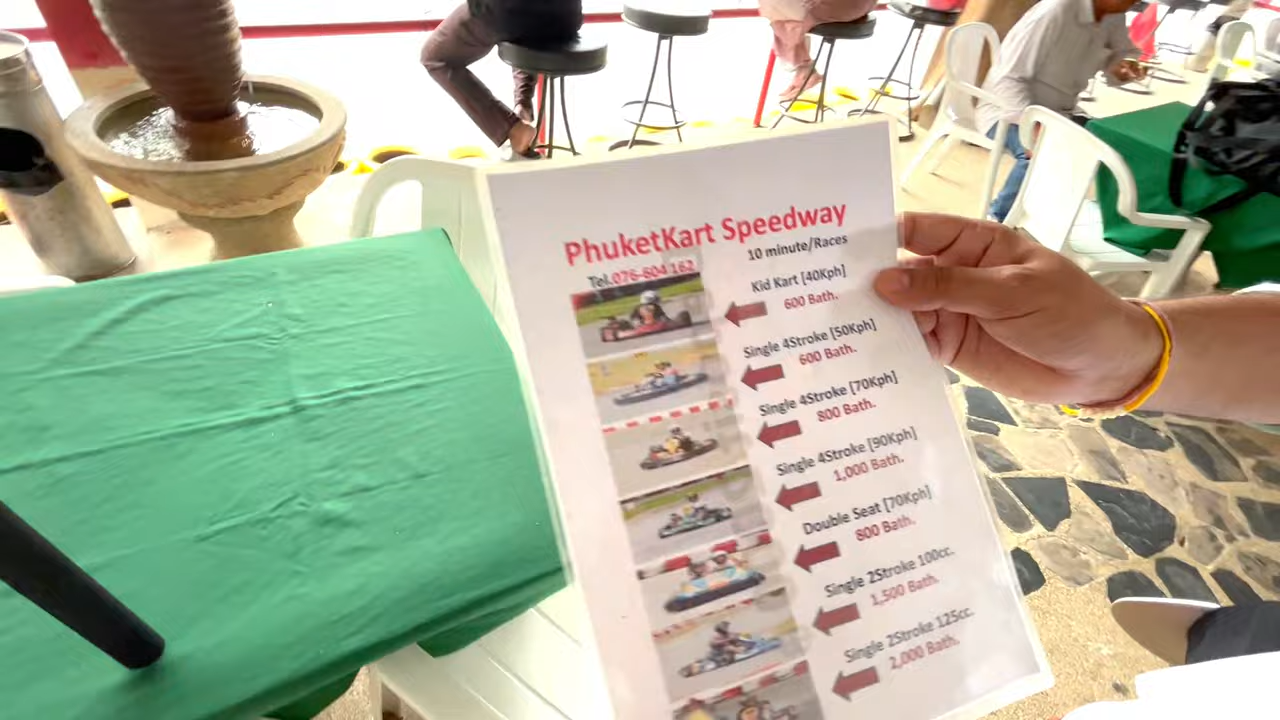 PhuketKart Speedway
Tel.076-604162
10 minute/Races
Kid Kart [40Kph]
600 Bath.
Single 4Stroke [50Kph]
600 Bath.
Single 4Stroke [70Kph]
800 Bath.
Single 4Stroke [90Kph]
1,000 Bath.
Double Seat [70Kph]
800 Bath.
Single 2Stroke 100cc.
1,500 Bath.
Single 2Stroke 125cc.
2,000 Bath.